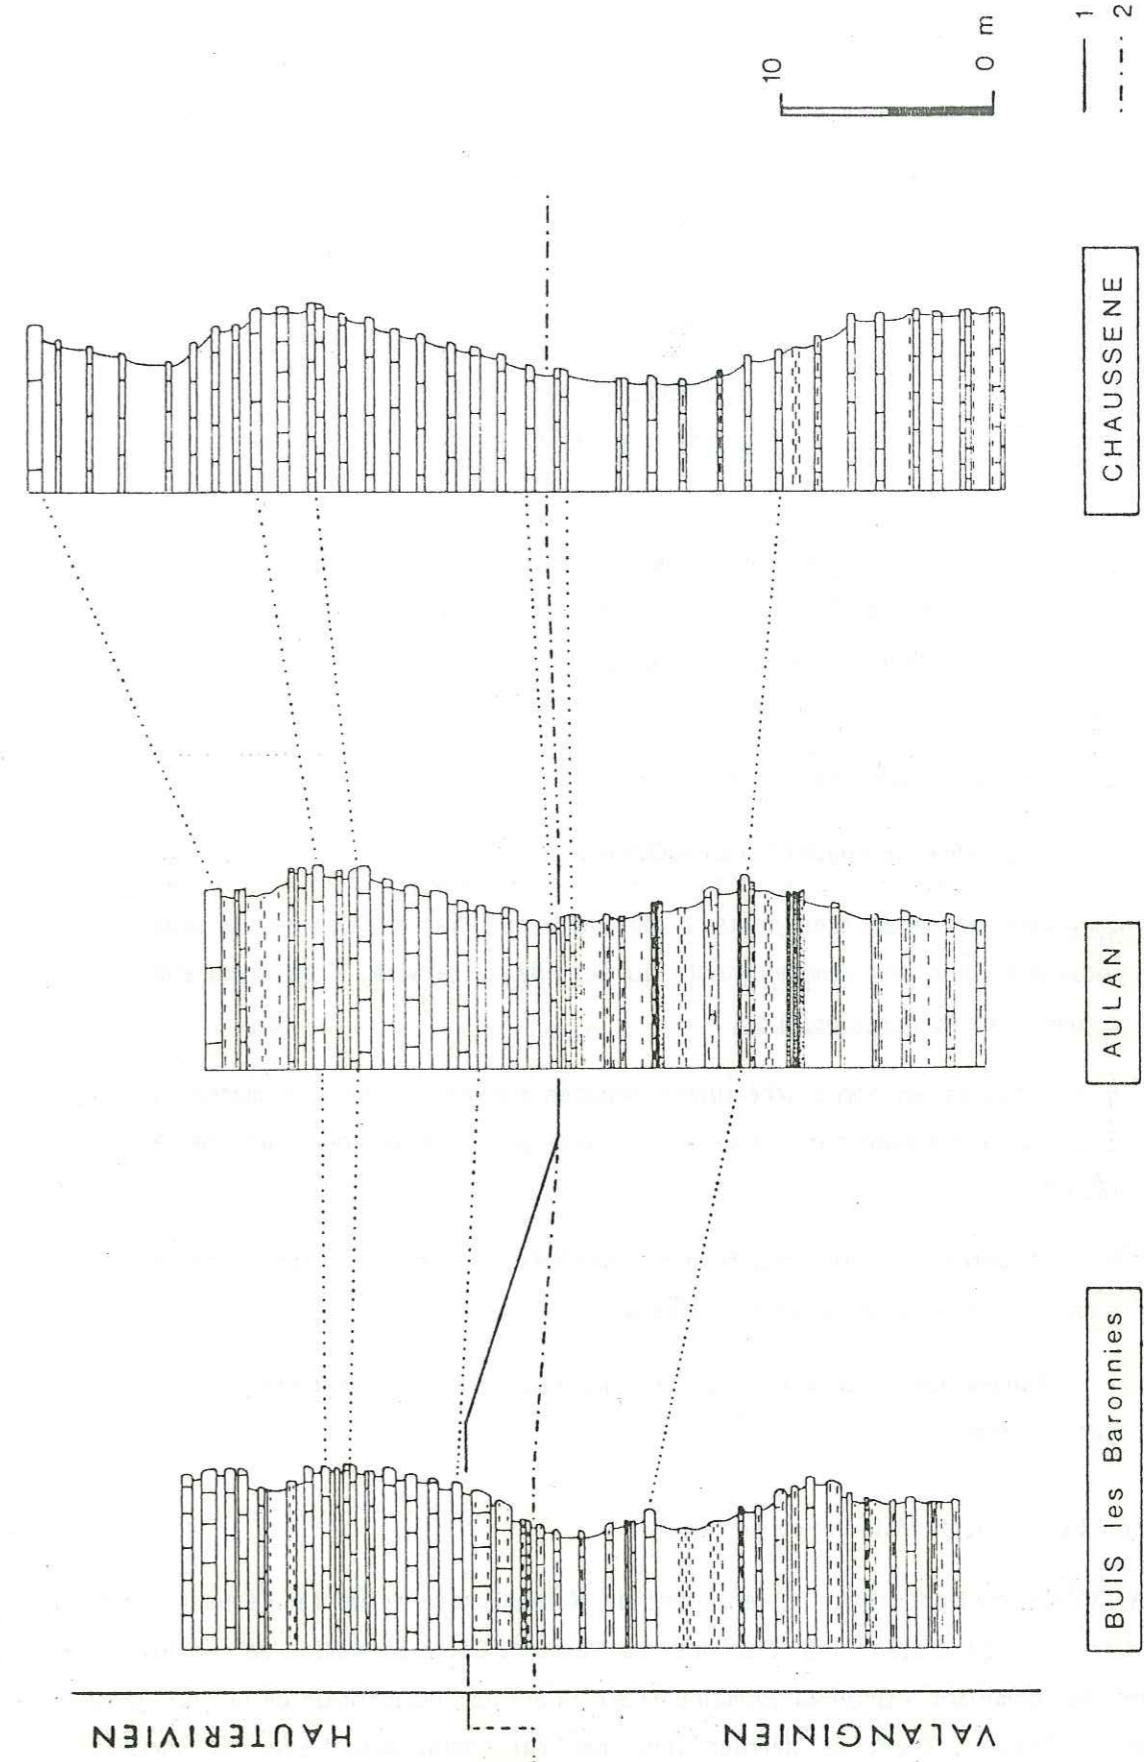 HAUTERIVIEN
VALANGINIEN
BUIS les Baronnies
AULAN
CHAUSSENE
10
0 m
1
2